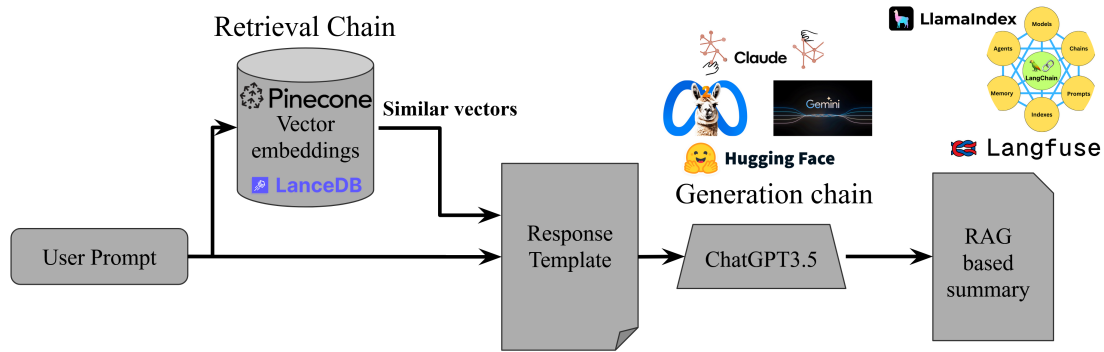 Retrieval Chain
Pinecone
Vector
embeddings
LanceDB
Similar vectors
User Prompt
Response
Template
Claude
Gemini
Hugging Face
Generation chain
ChatGPT3.5
LlamaIndex
Models
Agents
Chains
LangChain
Memory
Prompts
Indexes
Langfuse
RAG
based
summary